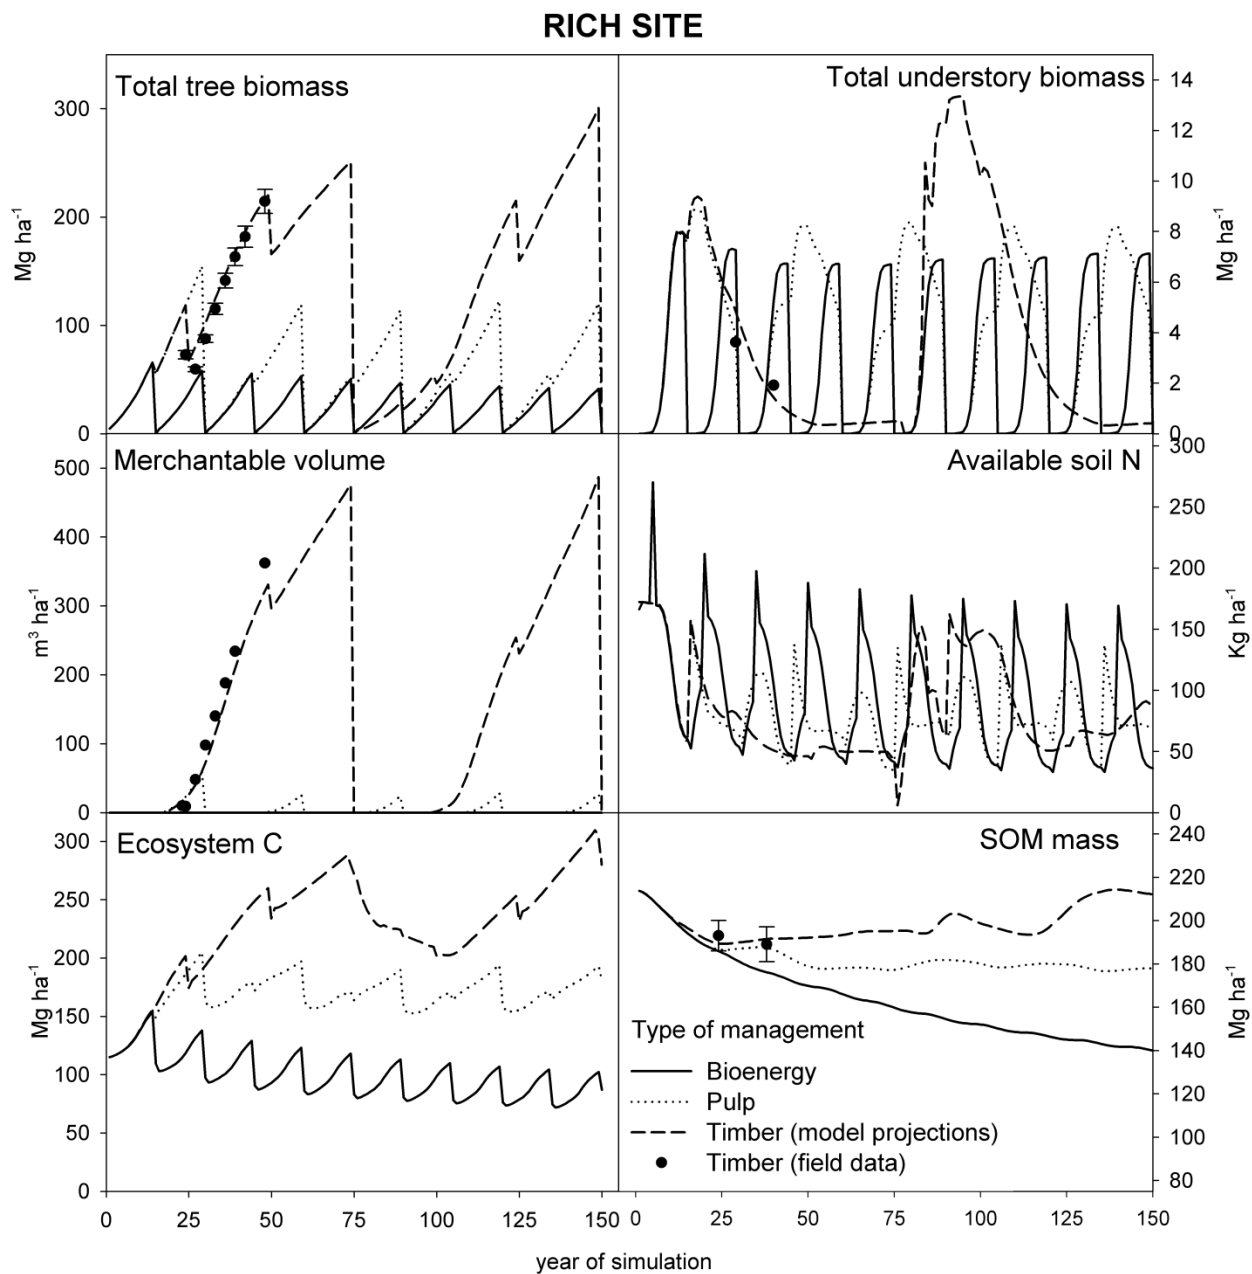 RICH SITE
Total tree biomass
Mg ha⁻¹
300
200
100
0
Total understory biomass
Mg ha⁻¹
14
12
10
8
6
4
2
0
Merchantable volume
m³ ha⁻¹
500
400
300
200
100
0
Available soil N
Kg ha⁻¹
300
250
200
150
100
50
0
Ecosystem C
Mg ha⁻¹
300
250
200
150
100
50
0
0 25 50 75 100 125 150
SOM mass
Mg ha⁻¹
240
220
200
180
160
140
120
100
80
Type of management
Bioenergy
Pulp
Timber (model projections)
Timber (field data)
0 25 50 75 100 125 150
year of simulation